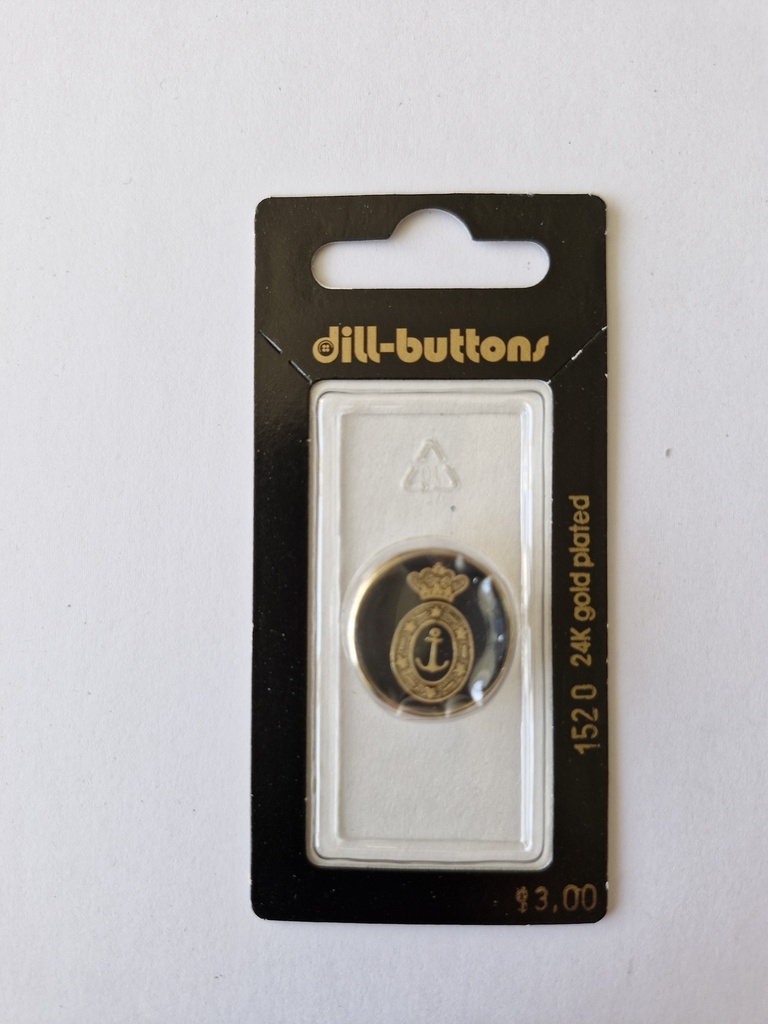 dill-buttons
152 0 24K gold plated
$3,00